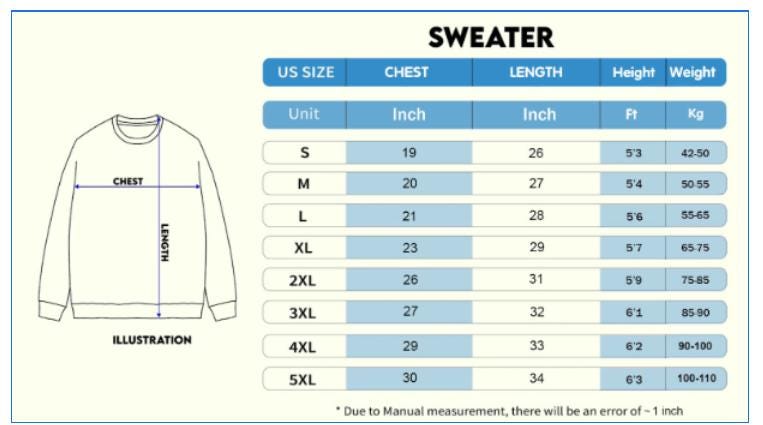 SWEATER
US SIZE CHEST LENGTH Height Weight
Unit Inch Inch Ft Kg
S 19 26 5'3 42-50
M 20 27 5'4 50-55
L 21 28 5'6 55-65
XL 23 29 5'7 65-75
2XL 26 31 5'9 75-85
3XL 27 32 6'1 85-90
4XL 29 33 6'2 90-100
5XL 30 34 6'3 100-110
* Due to Manual measurement, there will be an error of ~ 1 inch
CHEST
LENGTH
ILLUSTRATION